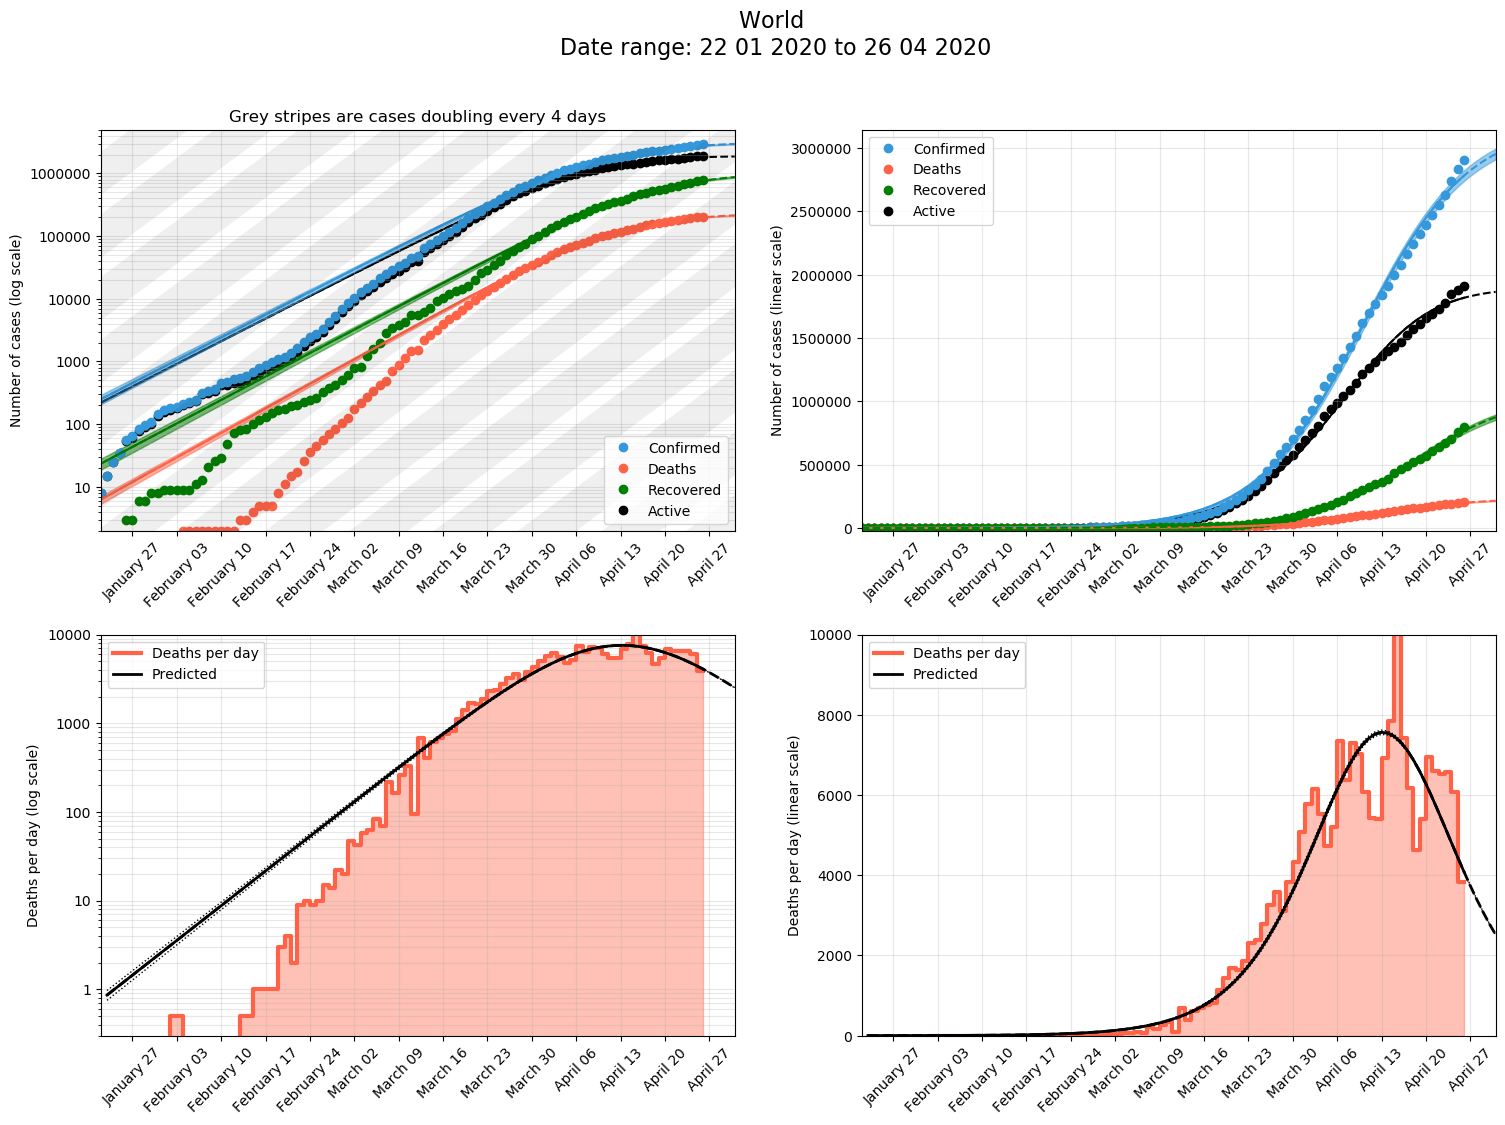 World
Date range: 22 01 2020 to 26 04 2020
Grey stripes are cases doubling every 4 days
Number of cases (log scale)
1000000
100000
10000
1000
100
10
Confirmed
Deaths
Recovered
Active
January 27
February 03
February 10
February 17
February 24
March 02
March 09
March 16
March 23
March 30
April 06
April 13
April 20
April 27
Number of cases (linear scale)
3000000
2500000
2000000
1500000
1000000
500000
0
Confirmed
Deaths
Recovered
Active
January 27
February 03
February 10
February 17
February 24
March 02
March 09
March 16
March 23
March 30
April 06
April 13
April 20
April 27
Deaths per day (log scale)
10000
1000
100
10
1
Deaths per day
Predicted
January 27
February 03
February 10
February 17
February 24
March 02
March 09
March 16
March 23
March 30
April 06
April 13
April 20
April 27
Deaths per day (linear scale)
10000
8000
6000
4000
2000
0
Deaths per day
Predicted
January 27
February 03
February 10
February 17
February 24
March 02
March 09
March 16
March 23
March 30
April 06
April 13
April 20
April 27